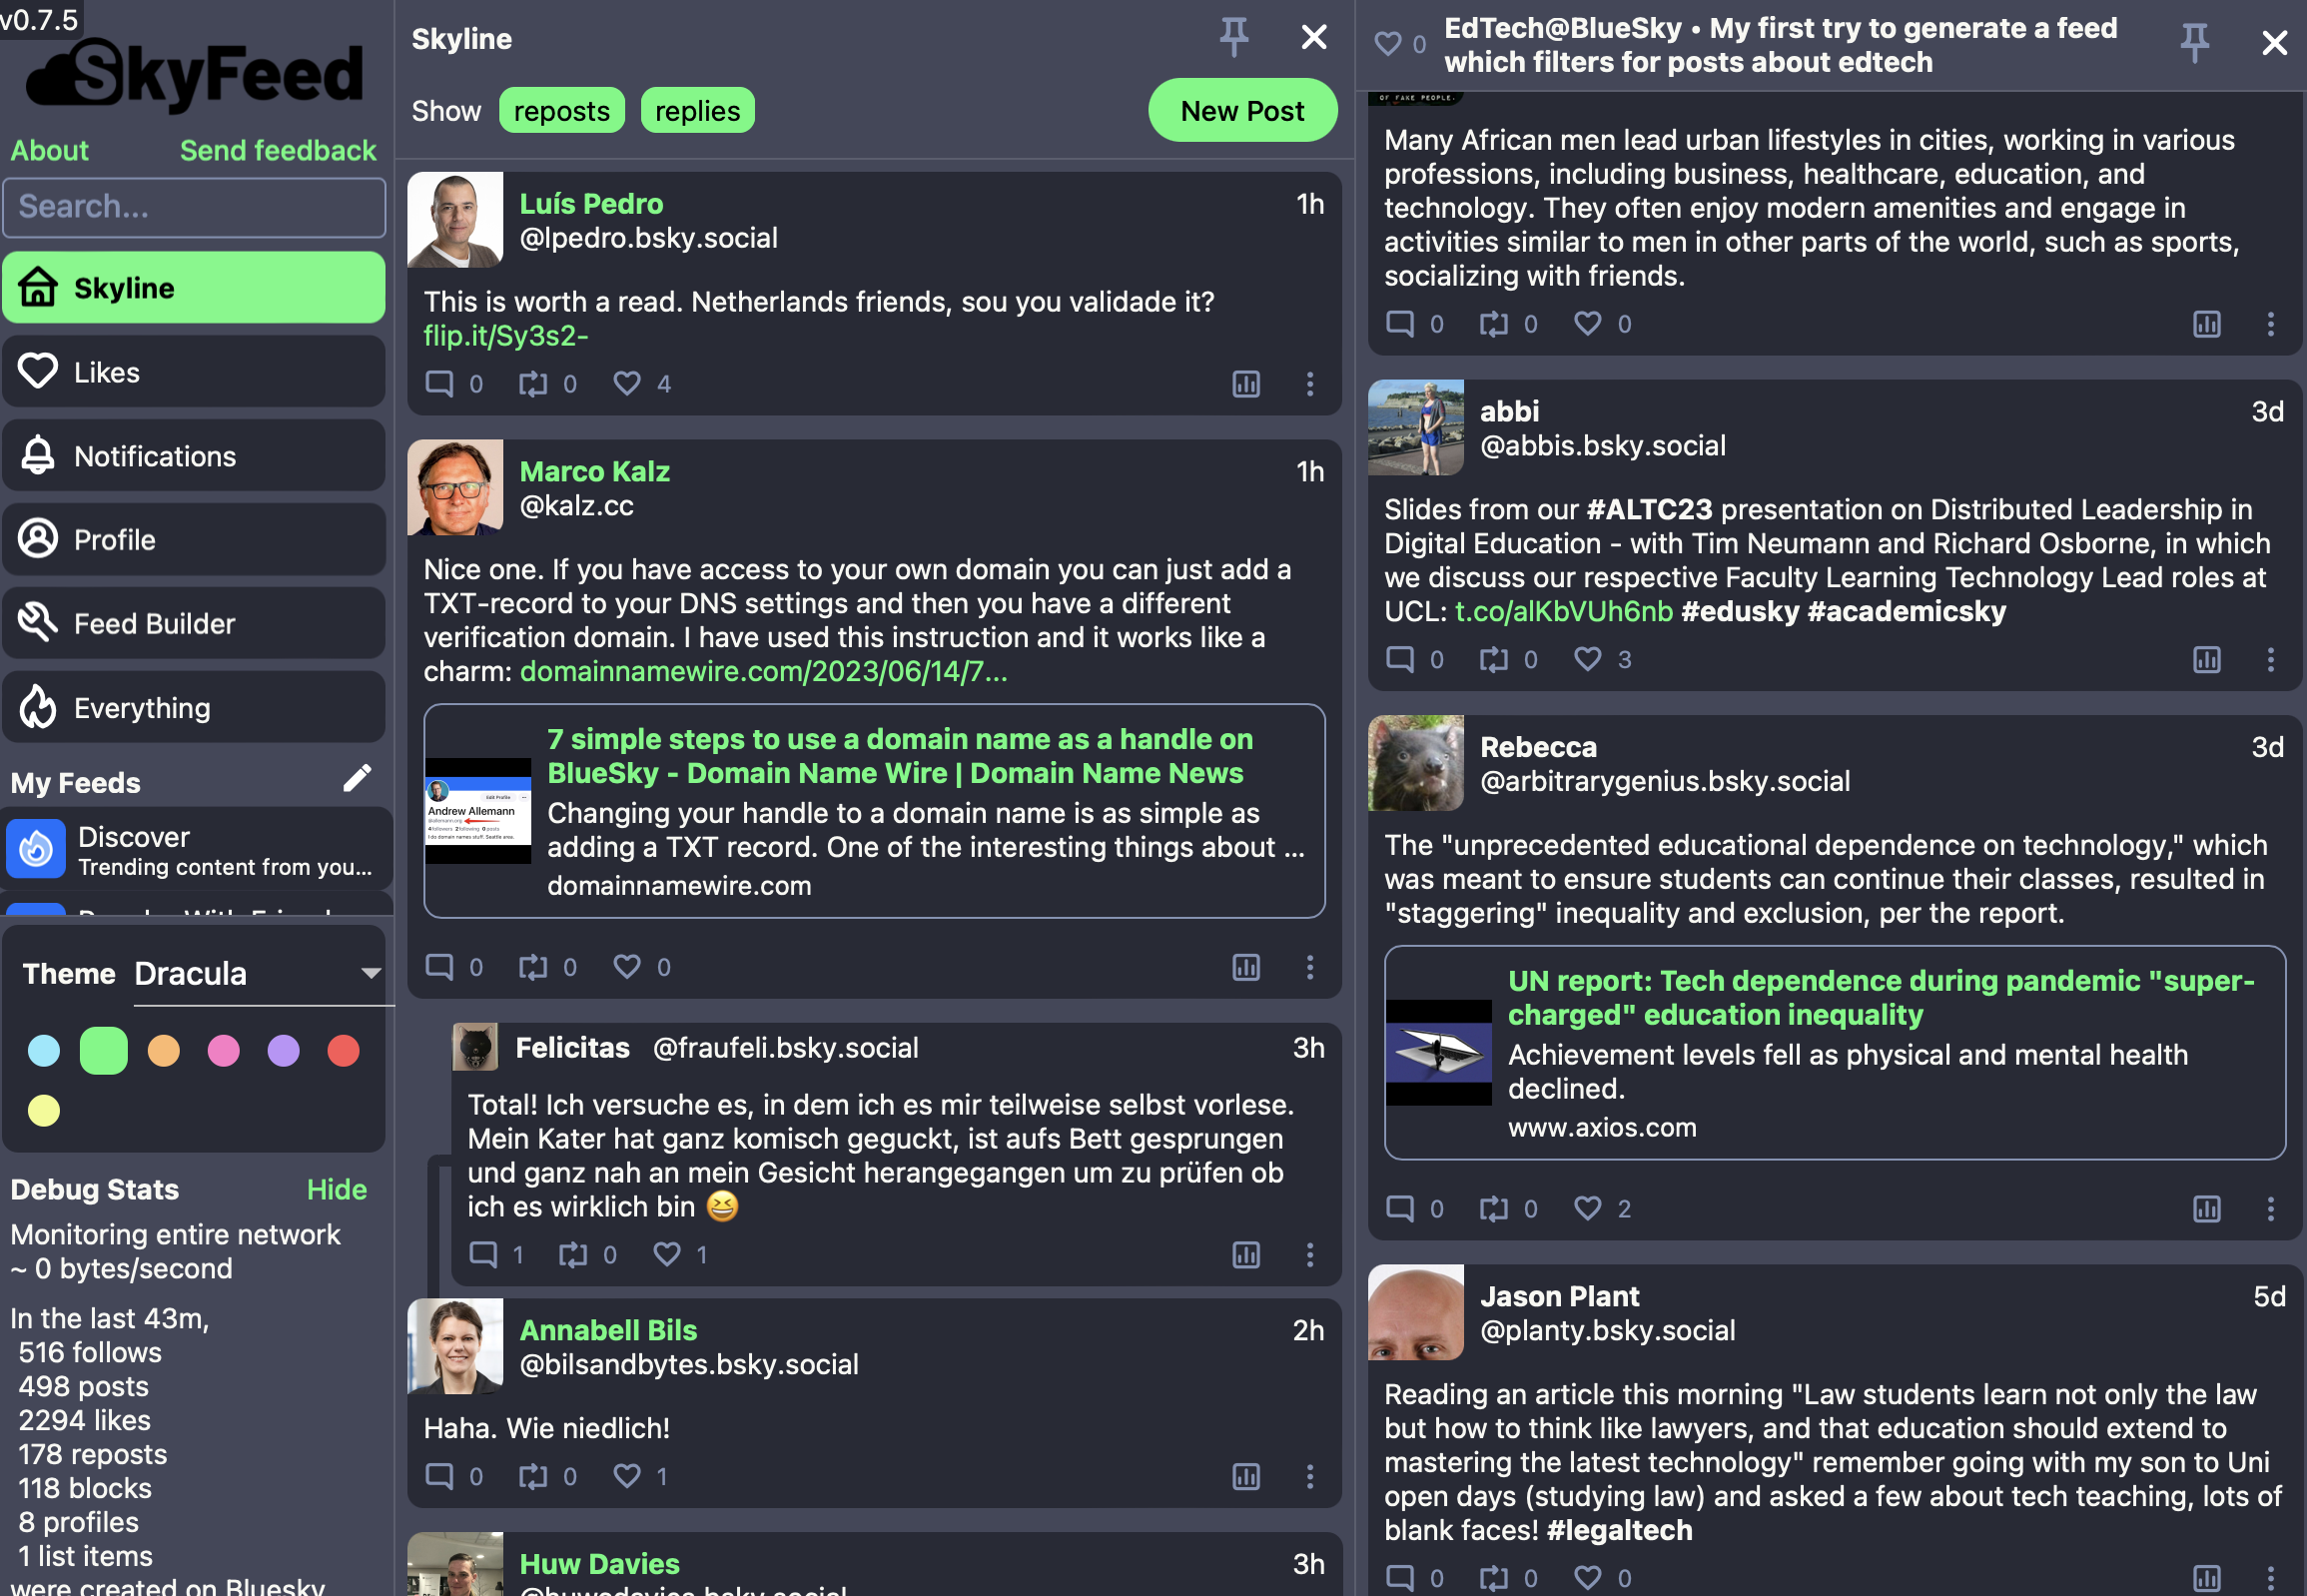 v0.7.5
SkyFeed
About
Send feedback
Search...
Skyline
Likes
Notifications
Profile
Feed Builder
Everything
My Feeds
Discover
Trending content from you...
Theme
Dracula
Debug Stats
Hide
Monitoring entire network
~ 0 bytes/second
In the last 43m,
516 follows
498 posts
2294 likes
178 reposts
118 blocks
8 profiles
1 list items
were created on Bluesky
Skyline
Show
reposts
replies
New Post
Luís Pedro
1h
@lpedro.bsky.social
This is worth a read. Netherlands friends, sou you validade it?
flip.it/Sy3s2-
0
0
4
Marco Kalz
1h
@kalz.cc
Nice one. If you have access to your own domain you can just add a
TXT-record to your DNS settings and then you have a different
verification domain. I have used this instruction and it works like a
charm: domainnamewire.com/2023/06/14/7...
7 simple steps to use a domain name as a handle on
BlueSky - Domain Name Wire | Domain Name News
Changing your handle to a domain name is as simple as
adding a TXT record. One of the interesting things about ...
domainnamewire.com
Edit Profile
Andrew Allemann
0
0
0
Felicitas @fraufeli.bsky.social
3h
Total! Ich versuche es, in dem ich es mir teilweise selbst vorlese.
Mein Kater hat ganz komisch geguckt, ist aufs Bett gesprungen
und ganz nah an mein Gesicht herangegangen um zu prüfen ob
ich es wirklich bin 😆
1
0
1
Annabell Bils
2h
@bilsandbytes.bsky.social
Haha. Wie niedlich!
0
0
1
Huw Davies
3h
0
EdTech@BlueSky • My first try to generate a feed
which filters for posts about edtech
OF FAKE PEOPLE.
Many African men lead urban lifestyles in cities, working in various
professions, including business, healthcare, education, and
technology. They often enjoy modern amenities and engage in
activities similar to men in other parts of the world, such as sports,
socializing with friends.
0
0
0
abbi
3d
@abbis.bsky.social
Slides from our #ALTC23 presentation on Distributed Leadership in
Digital Education - with Tim Neumann and Richard Osborne, in which
we discuss our respective Faculty Learning Technology Lead roles at
UCL: t.co/alKbVUh6nb #edusky #academicsky
0
0
3
Rebecca
3d
@arbitrarygenius.bsky.social
The "unprecedented educational dependence on technology," which
was meant to ensure students can continue their classes, resulted in
"staggering" inequality and exclusion, per the report.
UN report: Tech dependence during pandemic "super-
charged" education inequality
Achievement levels fell as physical and mental health
declined.
www.axios.com
0
0
2
Jason Plant
5d
@planty.bsky.social
Reading an article this morning "Law students learn not only the law
but how to think like lawyers, and that education should extend to
mastering the latest technology" remember going with my son to Uni
open days (studying law) and asked a few about tech teaching, lots of
blank faces! #legaltech
0
0
0